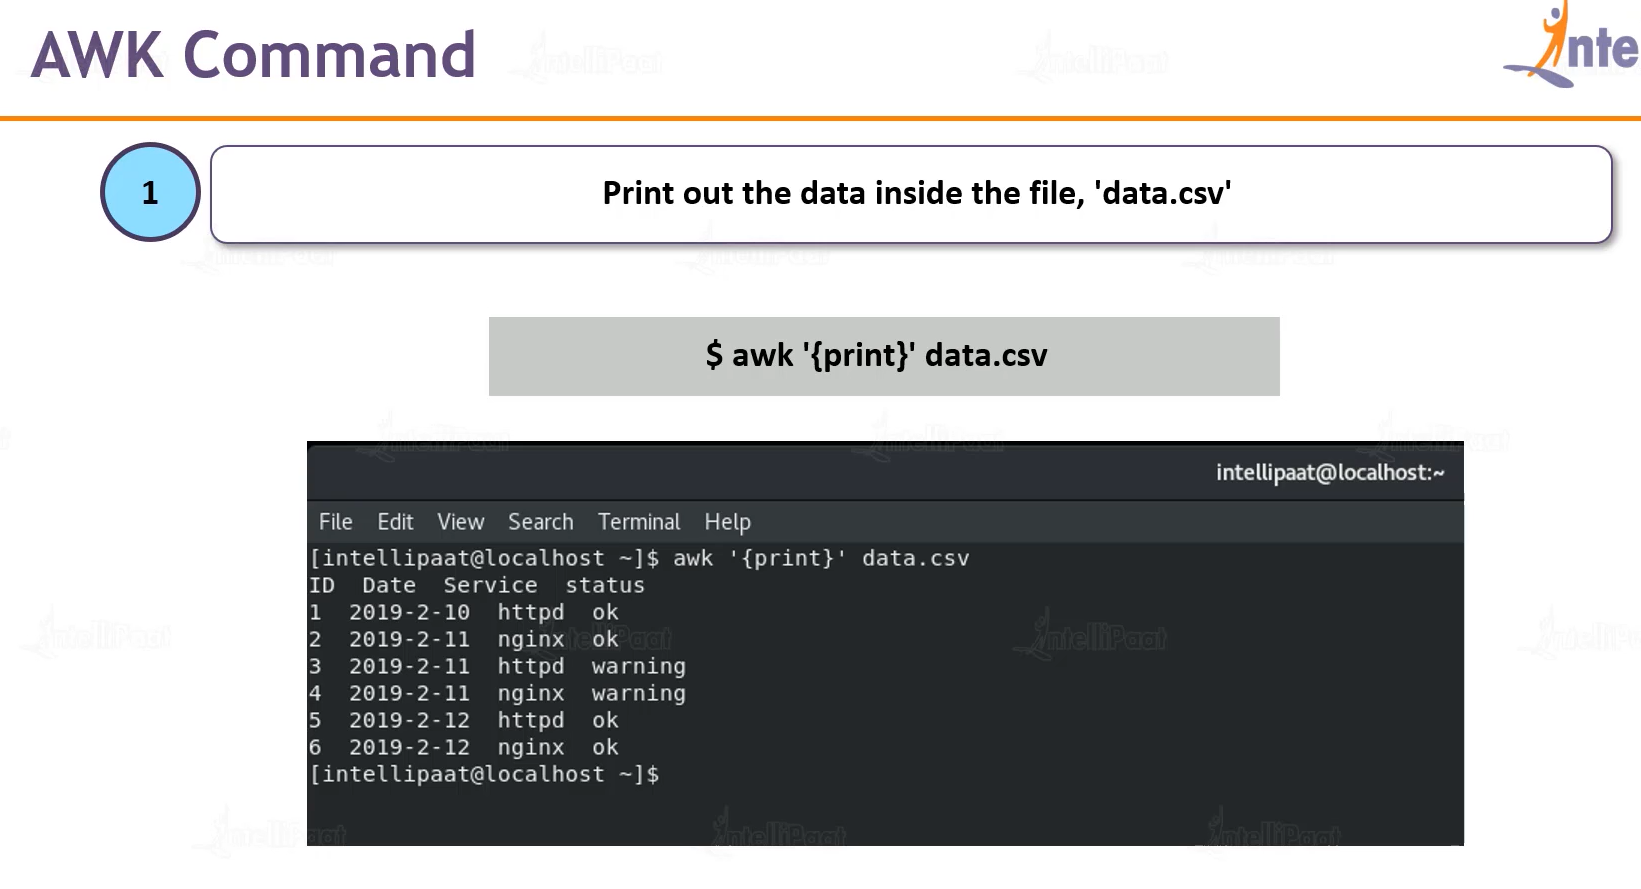 AWK Command
nte
1
Print out the data inside the file, 'data.csv'
$ awk '{print}' data.csv
intellipaat@localhost:~
File Edit View Search Terminal Help
[intellipaat@localhost ~]$ awk '{print}' data.csv
ID  Date  Service  status
1  2019-2-10  httpd  ok
2  2019-2-11  nginx  ok
3  2019-2-11  httpd  warning
4  2019-2-11  nginx  warning
5  2019-2-12  httpd  ok
6  2019-2-12  nginx  ok
[intellipaat@localhost ~]$